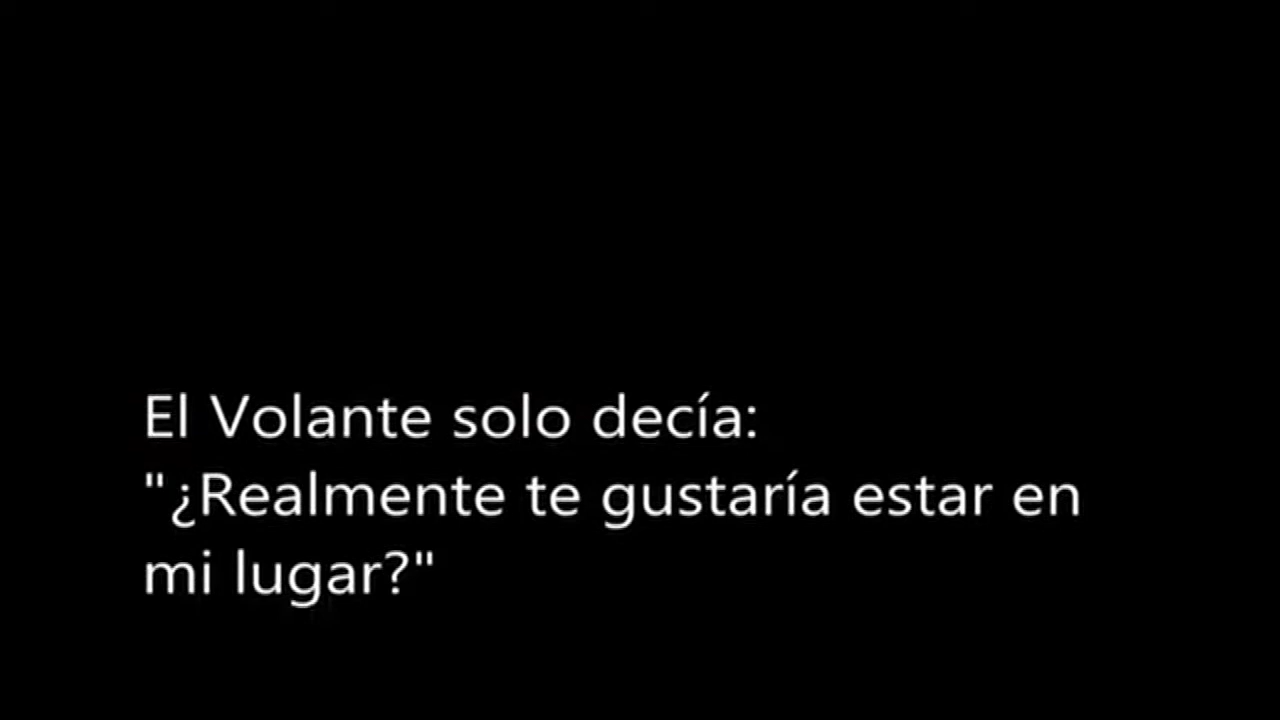 El Volante solo decía:
"¿Realmente te gustaría estar en
mi lugar?"